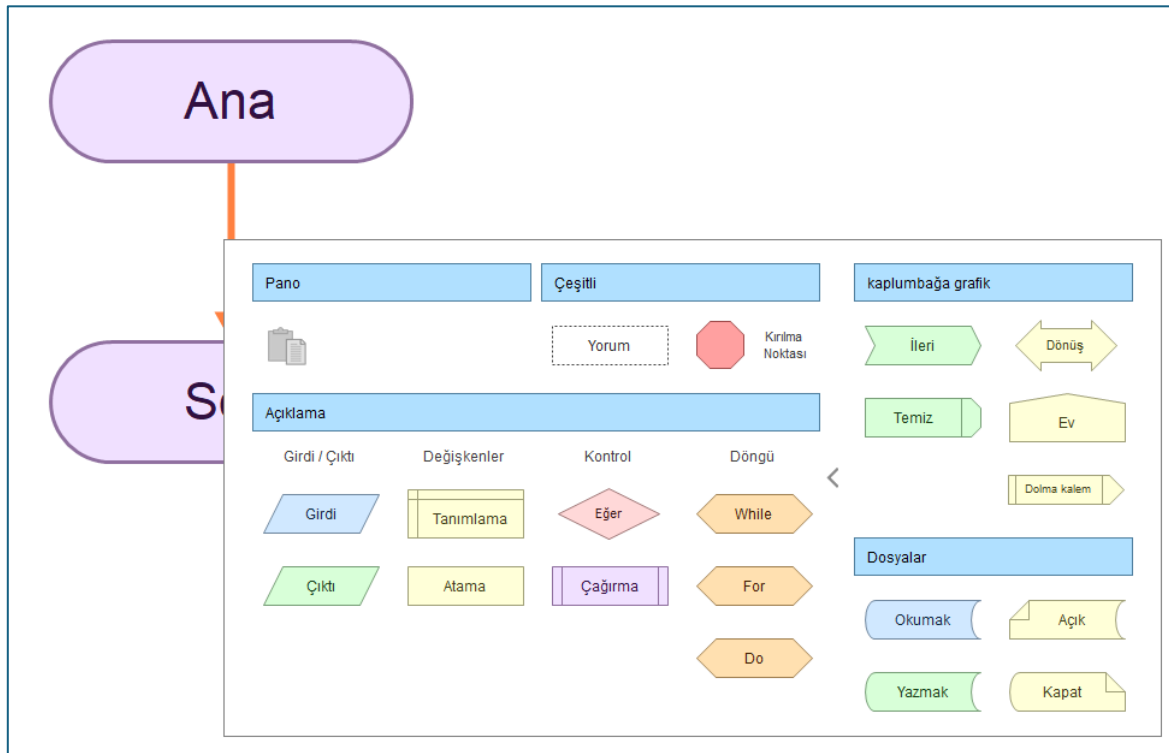 Ana
Pano
Çeşitli
kaplumbağa grafik
Yorum
Kırılma
Noktası
İleri
Dönüş
Temiz
Ev
Dolma kalem
Açıklama
Girdi / Çıktı
Değişkenler
Kontrol
Döngü
Girdi
Tanımlama
Eğer
While
Çıktı
Atama
Çağırma
For
Do
Dosyalar
Okumak
Açık
Yazmak
Kapat